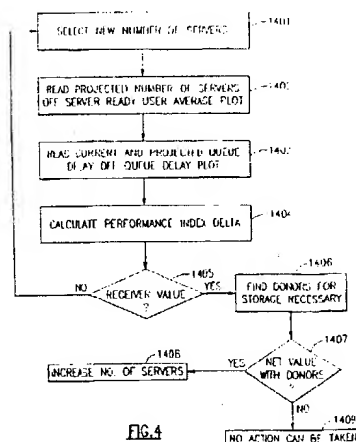 1401
SELECT NEW NUMBER OF SERVERS
1402
READ PROJECTED NUMBER OF SERVERS
OFF SERVER READY USER AVERAGE PLOT
1403
READ CURRENT AND PROJECTED QUEUE
DELAY OFF QUEUE DELAY PLOT
1404
CALCULATE PERFORMANCE INDEX DELTA
1405
NO
RECEIVER VALUE
?
YES
1406
FIND DONORS FOR
STORAGE NECESSARY
1407
NET VALUE
WITH DONORS
?
YES
1408
INCREASE NO. OF SERVERS
NO
1409
NO ACTION CAN BE TAKEN
FIG.4